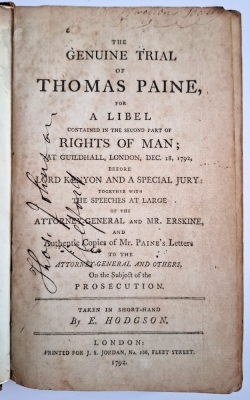 THE
GENUINE TRIAL
OF
THOMAS PAINE,
FOR
A LIBEL
CONTAINED IN THE SECOND PART OF
RIGHTS OF MAN;
AT GUILDHALL, LONDON, DEC. 18, 1792,
BEFORE
LORD KENYON AND A SPECIAL JURY:
TOGETHER WITH
THE SPEECHES AT LARGE
OF THE
ATTORNEY-GENERAL AND MR. ERSKINE,
AND
Authentic Copies of Mr. PAINE's Letters
TO THE
ATTORNEY-GENERAL AND OTHERS,
On the Subject of the
PROSECUTION.
TAKEN IN SHORT-HAND
By E. HODGSON.
LONDON:
PRINTED FOR J. S. JORDAN, No. 166, FLEET STREET.
1792.
Thos. Johnson